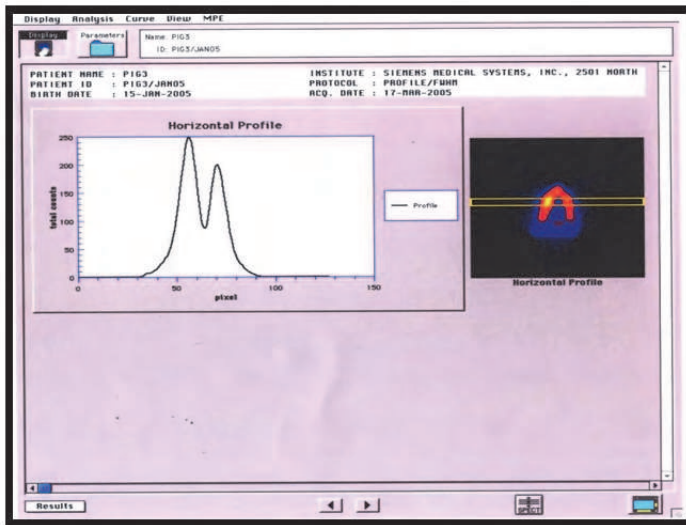 Display Analysis Curve View MPE
Display
Parameters
Name: PIG3
ID: PIG3/JAN05
PATIENT NAME : PIG3
PATIENT ID : PIG3/JAN05
BIRTH DATE : 15-JAN-2005
INSTITUTE : SIEMENS MEDICAL SYSTEMS, INC., 2501 NORTH
PROTOCOL : PROFILE/FWHM
ACQ. DATE : 17-MAR-2005
Horizontal Profile
250
200
150
100
50
0
total counts
0 50 100 150
pixel
Profile
Horizontal Profile
Results
SPECT